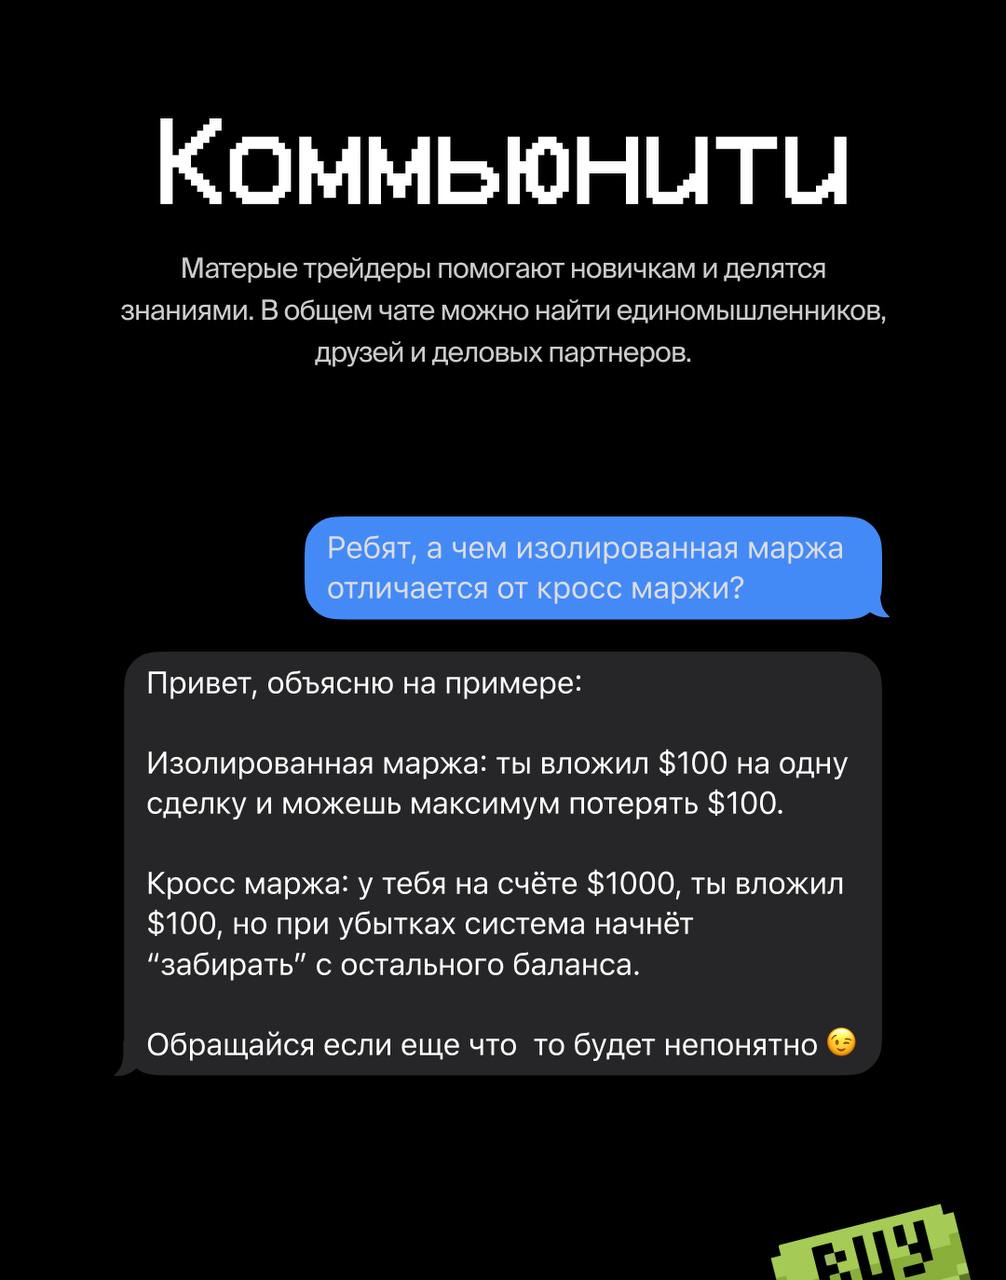 Коммьюнити
Матерые трейдеры помогают новичкам и делятся
знаниями. В общем чате можно найти единомышленников,
друзей и деловых партнеров.
Ребят, а чем изолированная маржа
отличается от кросс маржи?
Привет, объясню на примере:
Изолированная маржа: ты вложил $100 на одну
сделку и можешь максимум потерять $100.
Кросс маржа: у тебя на счёте $1000, ты вложил
$100, но при убытках система начнёт
“забирать” с остального баланса.
Обращайся если еще что  то будет непонятно 😉
BUY